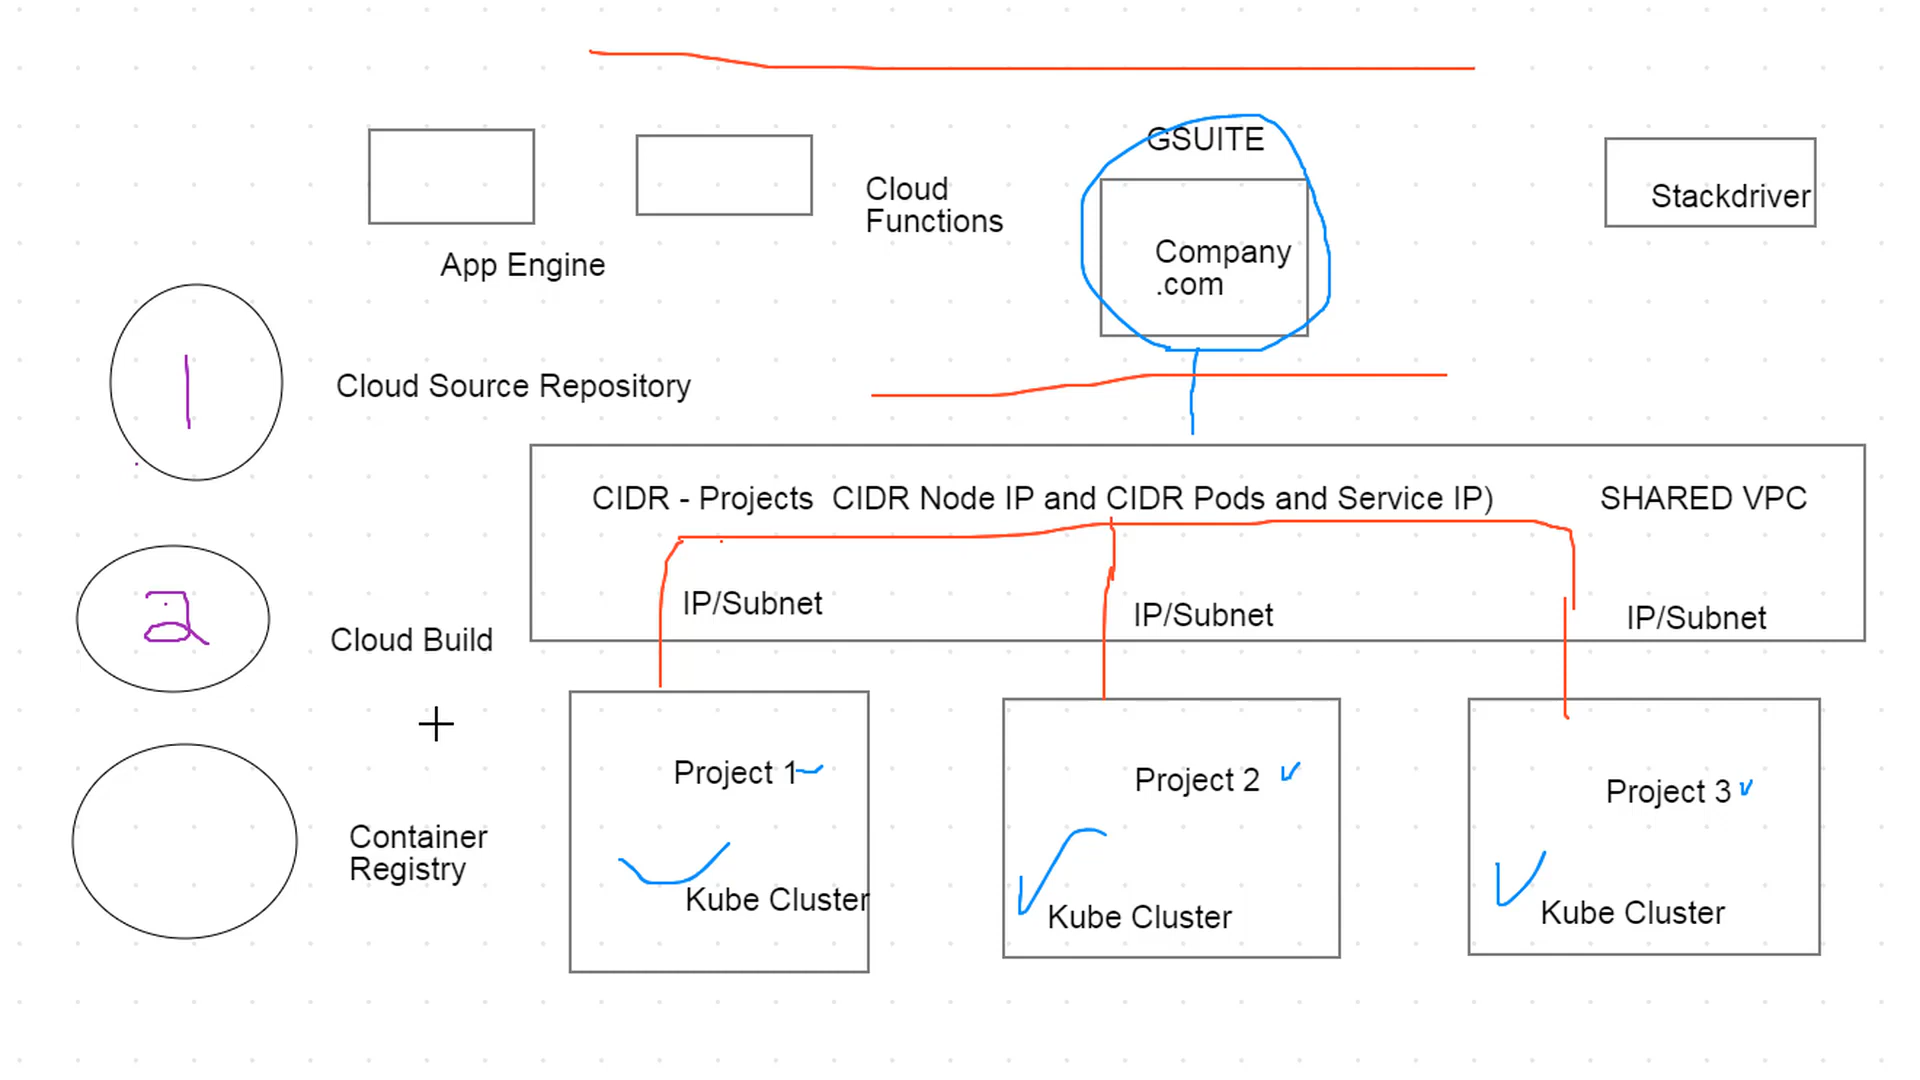 GSUITE
Cloud
Functions
Stackdriver
Company
.com
App Engine
1
Cloud Source Repository
CIDR - Projects  CIDR Node IP and CIDR Pods and Service IP)
SHARED VPC
IP/Subnet
IP/Subnet
IP/Subnet
2
Cloud Build
Project 1
Project 2
Project 3
Container
Registry
Kube Cluster
Kube Cluster
Kube Cluster